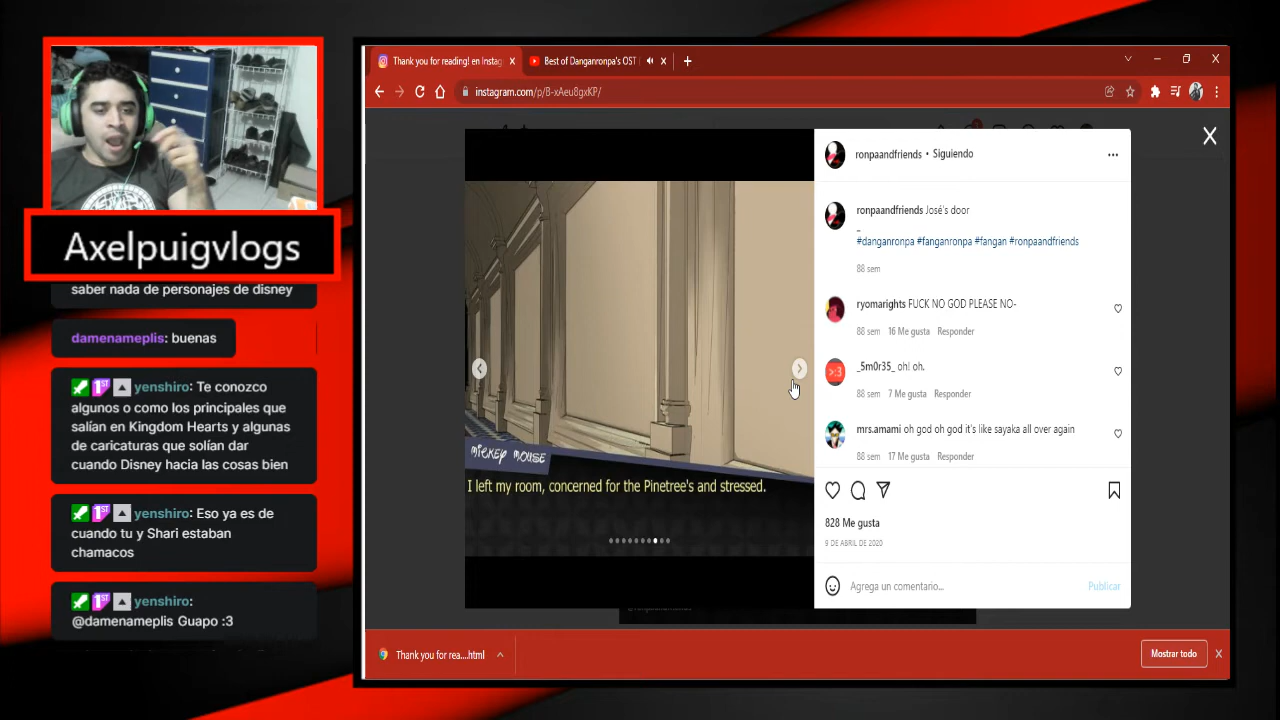 Axelpuigvlogs
saber nada de personajes de disney
damenameplis: buenas
1ST yenshiro: Te conozco
algunos o como los principales que
salían en Kingdom Hearts y algunas
de caricaturas que solían dar
cuando Disney hacia las cosas bien
1ST yenshiro: Eso ya es de
cuando tu y Shari estaban
chamacos
1ST yenshiro:
@damenameplis Guapo :3
Thank you for reading! en Instag
Best of Danganronpa's OST
instagram.com/p/B-xAeu8gxKP/
MICKEY MOUSE
I left my room, concerned for the Pinetree's and stressed.
ronpaandfriends • Siguiendo
ronpaandfriends José's door
_
#danganronpa #fanganronpa #fangan #ronpaandfriends
88 sem
ryomarights FUCK NO GOD PLEASE NO-
88 sem 16 Me gusta Responder
>:3
_5m0r35_ oh! oh.
88 sem 7 Me gusta Responder
mrs.amami oh god oh god it's like sayaka all over again
88 sem 17 Me gusta Responder
828 Me gusta
9 DE ABRIL DE 2020
Agrega un comentario... Publicar
Thank you for rea....html
Mostrar todo